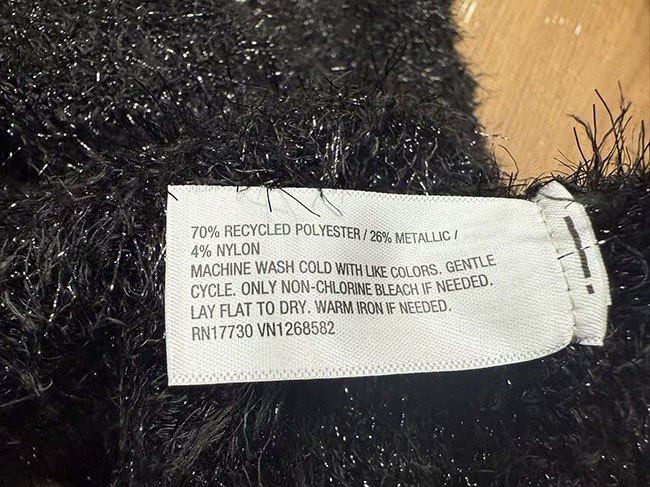 70% RECYCLED POLYESTER / 26% METALLIC /
4% NYLON
MACHINE WASH COLD WITH LIKE COLORS. GENTLE
CYCLE. ONLY NON-CHLORINE BLEACH IF NEEDED.
LAY FLAT TO DRY. WARM IRON IF NEEDED.
RN17730 VN1268582